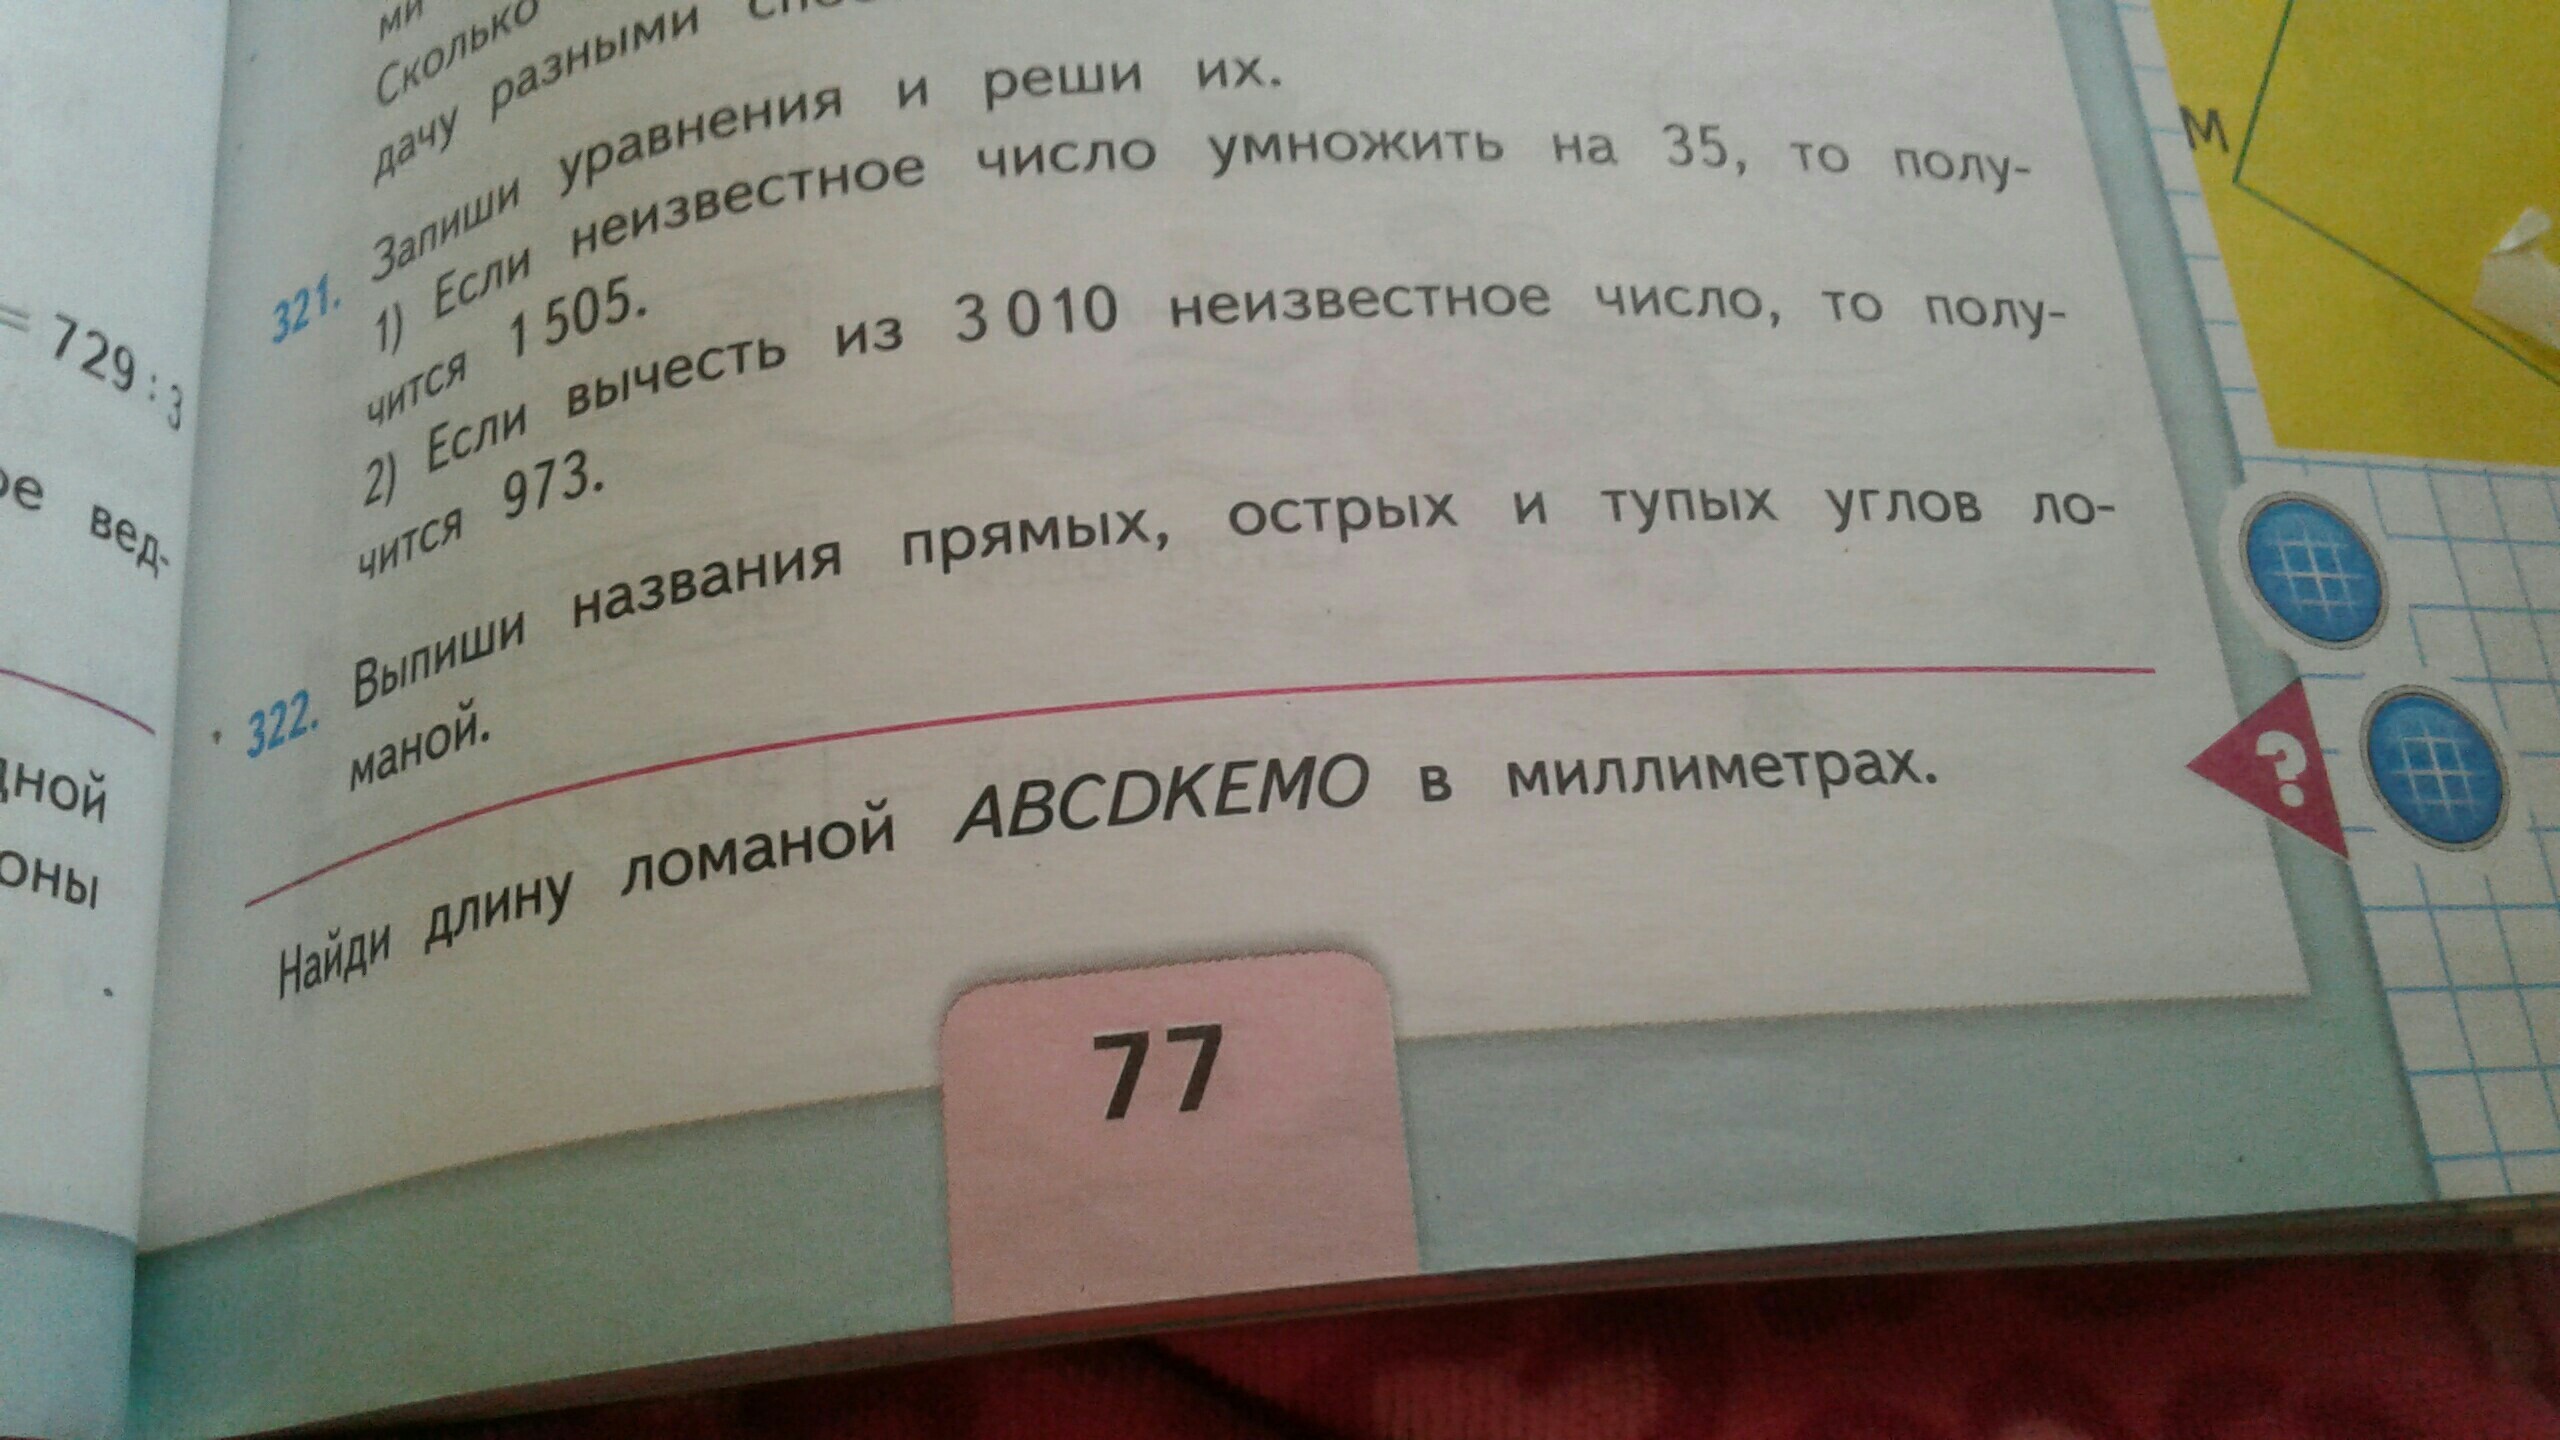 ми
Сколько
дачу разными
321. Запиши уравнения и реши их.
1) Если неизвестное число умножить на 35, то полу-
чится 1 505.
2) Если вычесть из 3 010 неизвестное число, то полу-
чится 973.
322. Выпиши названия прямых, острых и тупых углов ло-
маной.
Найди длину ломаной ABCDKEMO в миллиметрах.
?
77
= 729 : 3
вед-
оны
M